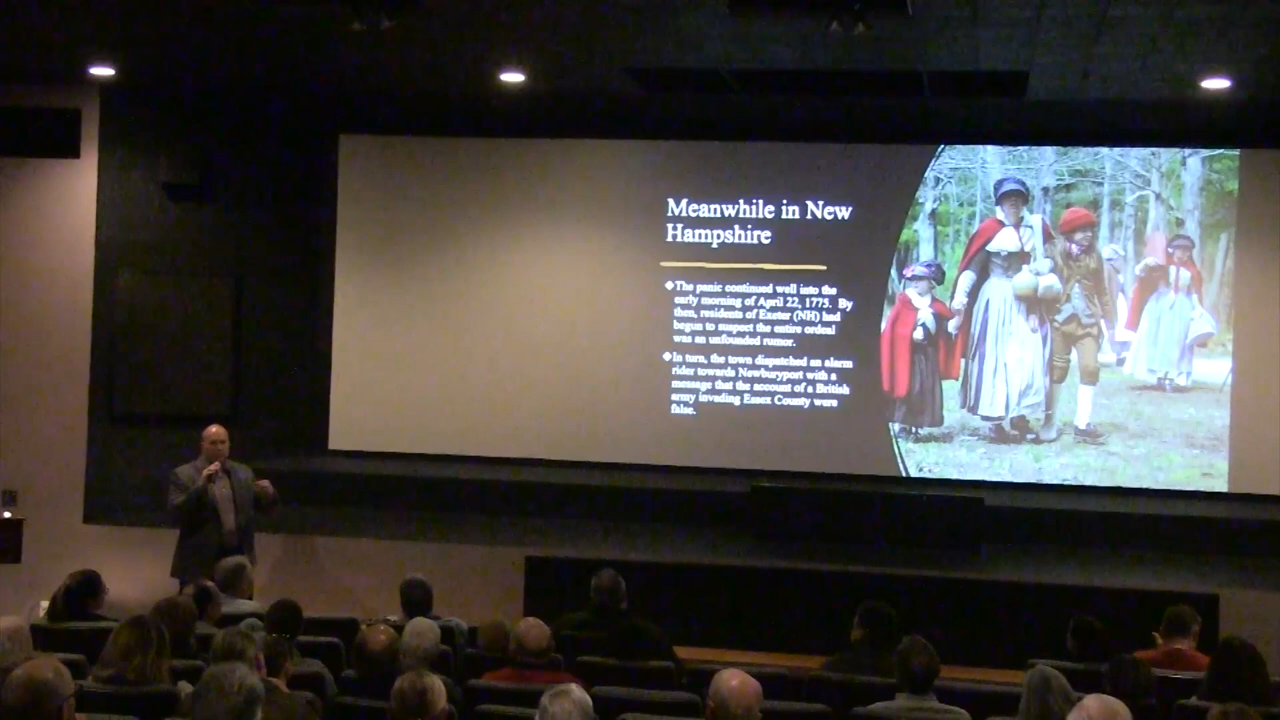 Meanwhile in New
Hampshire
The panic continued well into the
early morning of April 22, 1775. By
then, residents of Exeter (NH) had
begun to suspect the entire ordeal
was an unfounded rumor.
In turn, the town dispatched an alarm
rider towards Newburyport with a
message that the account of a British
army invading Essex County were
false.